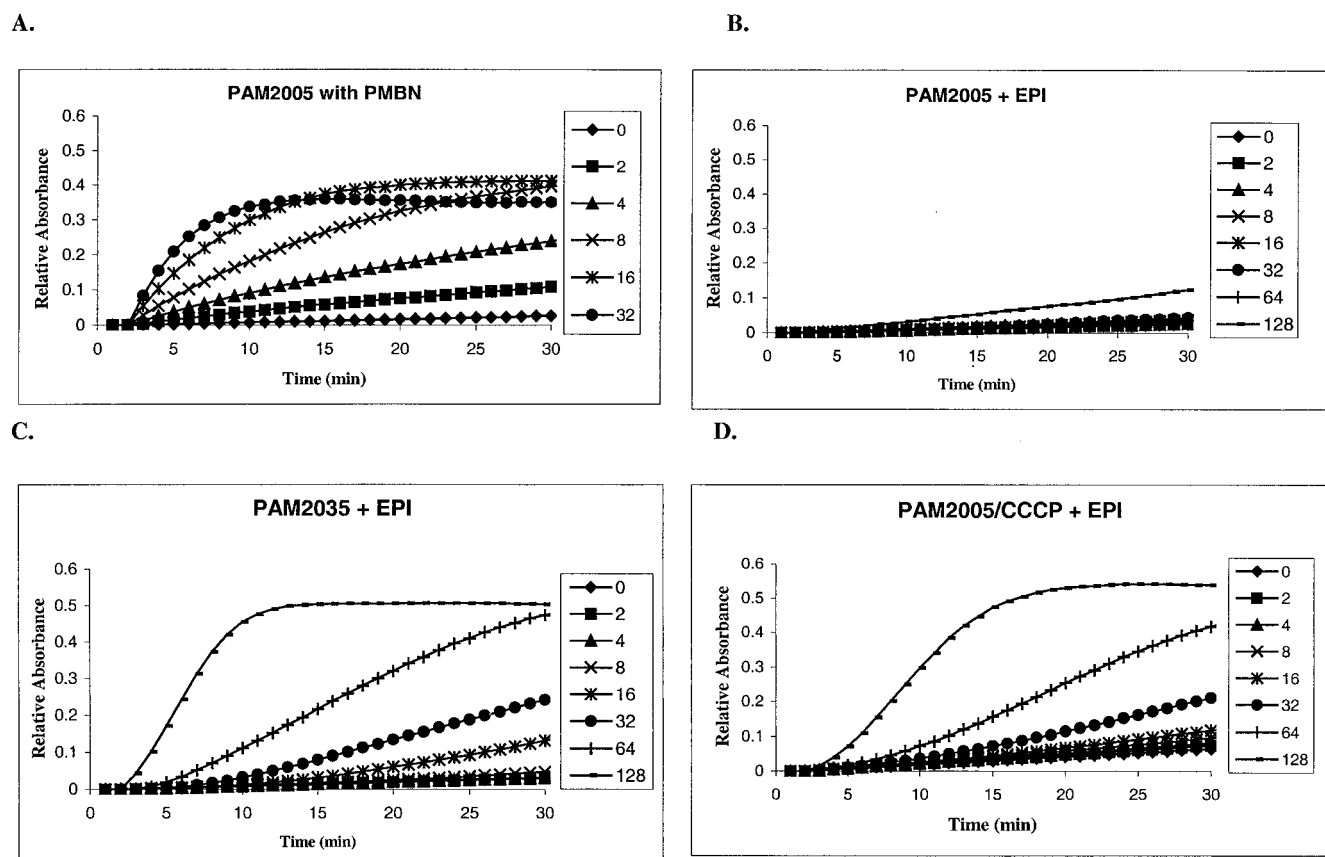 A.
PAM2005 with PMBN
Relative Absorbance
0.6
0.5
0.4
0.3
0.2
0.1
0
0 5 10 15 20 25 30
Time (min)
0
2
4
8
16
32
B.
PAM2005 + EPI
Relative Absorbance
0.6
0.5
0.4
0.3
0.2
0.1
0
0 5 10 15 20 25 30
Time (min)
0
2
4
8
16
32
64
128
C.
PAM2035 + EPI
Relative Absorbance
0.6
0.5
0.4
0.3
0.2
0.1
0
0 5 10 15 20 25 30
Time (min)
0
2
4
8
16
32
64
128
D.
PAM2005/CCCP + EPI
Relative Absorbance
0.6
0.5
0.4
0.3
0.2
0.1
0
0 5 10 15 20 25 30
Time (min)
0
2
4
8
16
32
64
128